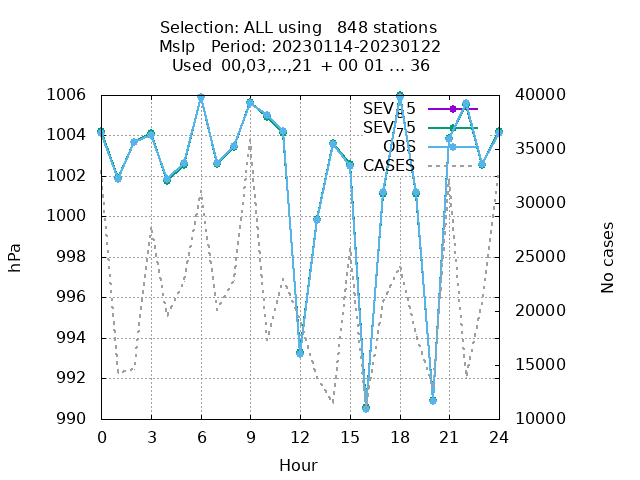 Selection: ALL using   848 stations
Mslp   Period: 20230114-20230122
Used  00,03,...,21 + 00 01 ... 36
1006
1004
1002
1000
998
996
994
992
990
hPa
40000
35000
30000
25000
20000
15000
10000
No cases
SEV_85
SEV_75
OBS
CASES
0 3 6 9 12 15 18 21 24
Hour